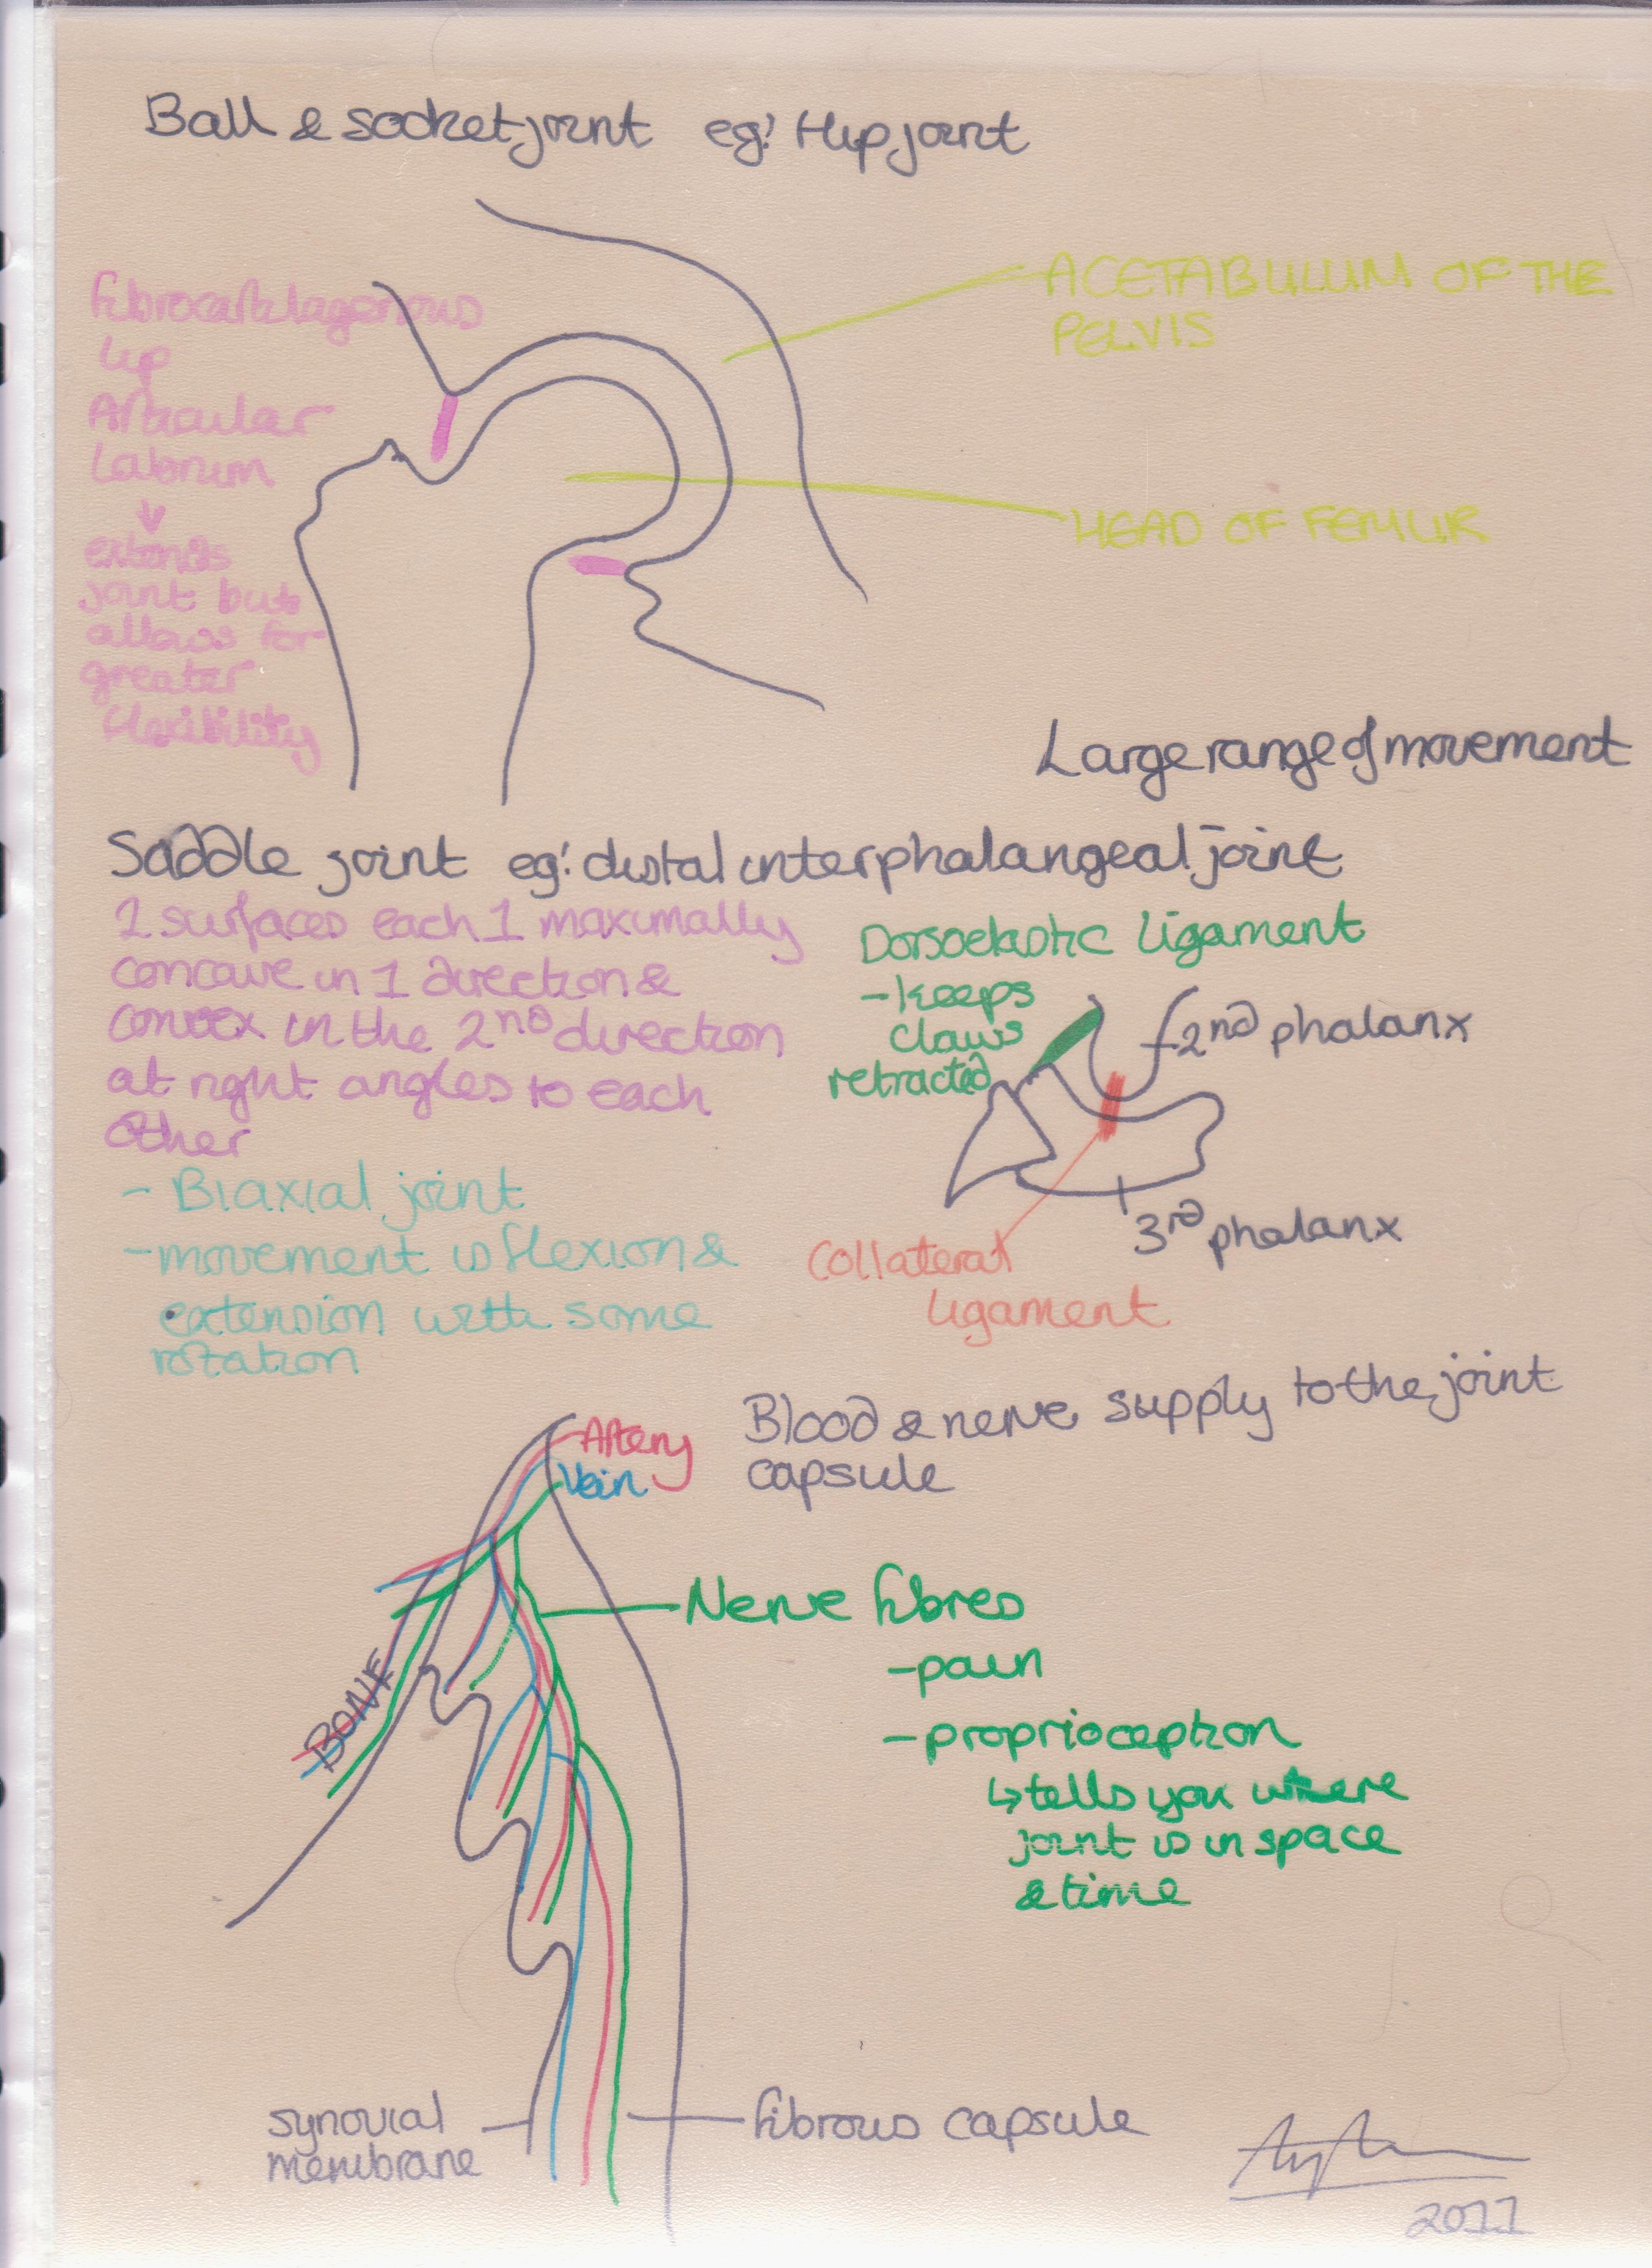 Ball & socket joint eg: Hip joint
ACETABULUM OF THE
PELVIS
fibrocartilagenous
lip
Articular
Labrum
↓
extends
joint but
allows for
greater
flexibility
HEAD OF FEMUR
Large range of movement
Saddle joint eg: distal interphalangeal joint
2 surfaces each 1 maximally
concave in 1 direction &
convex in the 2nd direction
at right angles to each
other
- Biaxial joint
- movement is flexion &
extension with some
rotation
Dorsoelastic ligament
- keeps
claws
retracted
2nd phalanx
3rd phalanx
Collateral
ligament
Blood & nerve supply to the joint
capsule
Artery
Vein
Nerve fibres
- pain
- proprioception
↳ tells you where
joint is in space
& time
BONE
synovial
membrane
fibrous capsule
2011